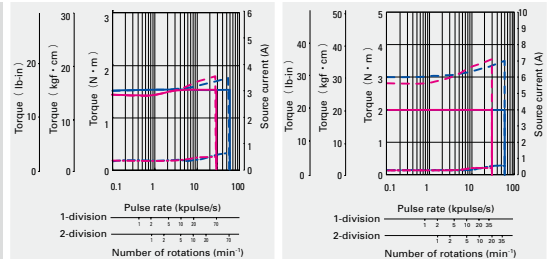 30
3
6
5
20
20
2
4
3
10
10
1
2
1
0
0
0
0
Torque ( lb-in )
Torque ( kgf・cm )
Torque ( N・m )
Source current (A)
0.1 1 10 100
Pulse rate (kpulse/s)
1-division
1 2 5 10 20 70
2-division
1 2 5 10 20 70
Number of rotations (min⁻¹)
50
5
10
9
40
40
4
8
7
30
30
3
6
5
20
20
2
4
3
10
10
1
2
1
0
0
0
0
Torque ( lb-in )
Torque ( kgf・cm )
Torque ( N・m )
Source current (A)
0.1 1 10 100
Pulse rate (kpulse/s)
1-division
1 2 5 10 20 35
2-division
1 2 5 10 20 35
Number of rotations (min⁻¹)